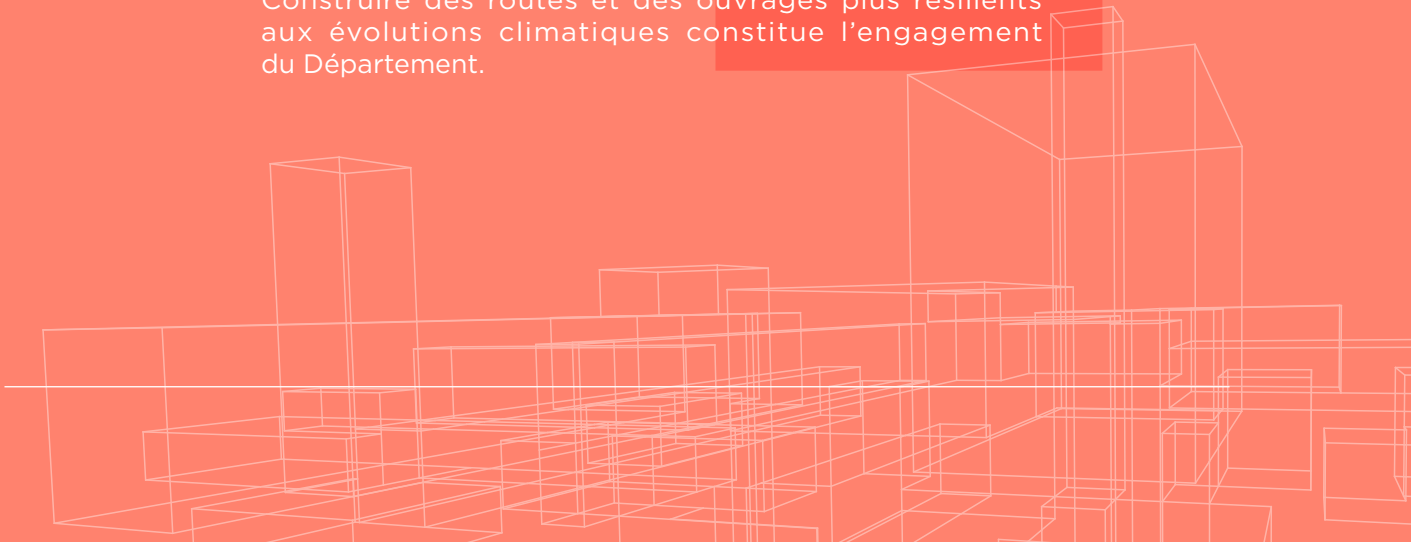 Construire des routes et des ouvrages plus résilients
aux évolutions climatiques constitue l’engagement
du Département.